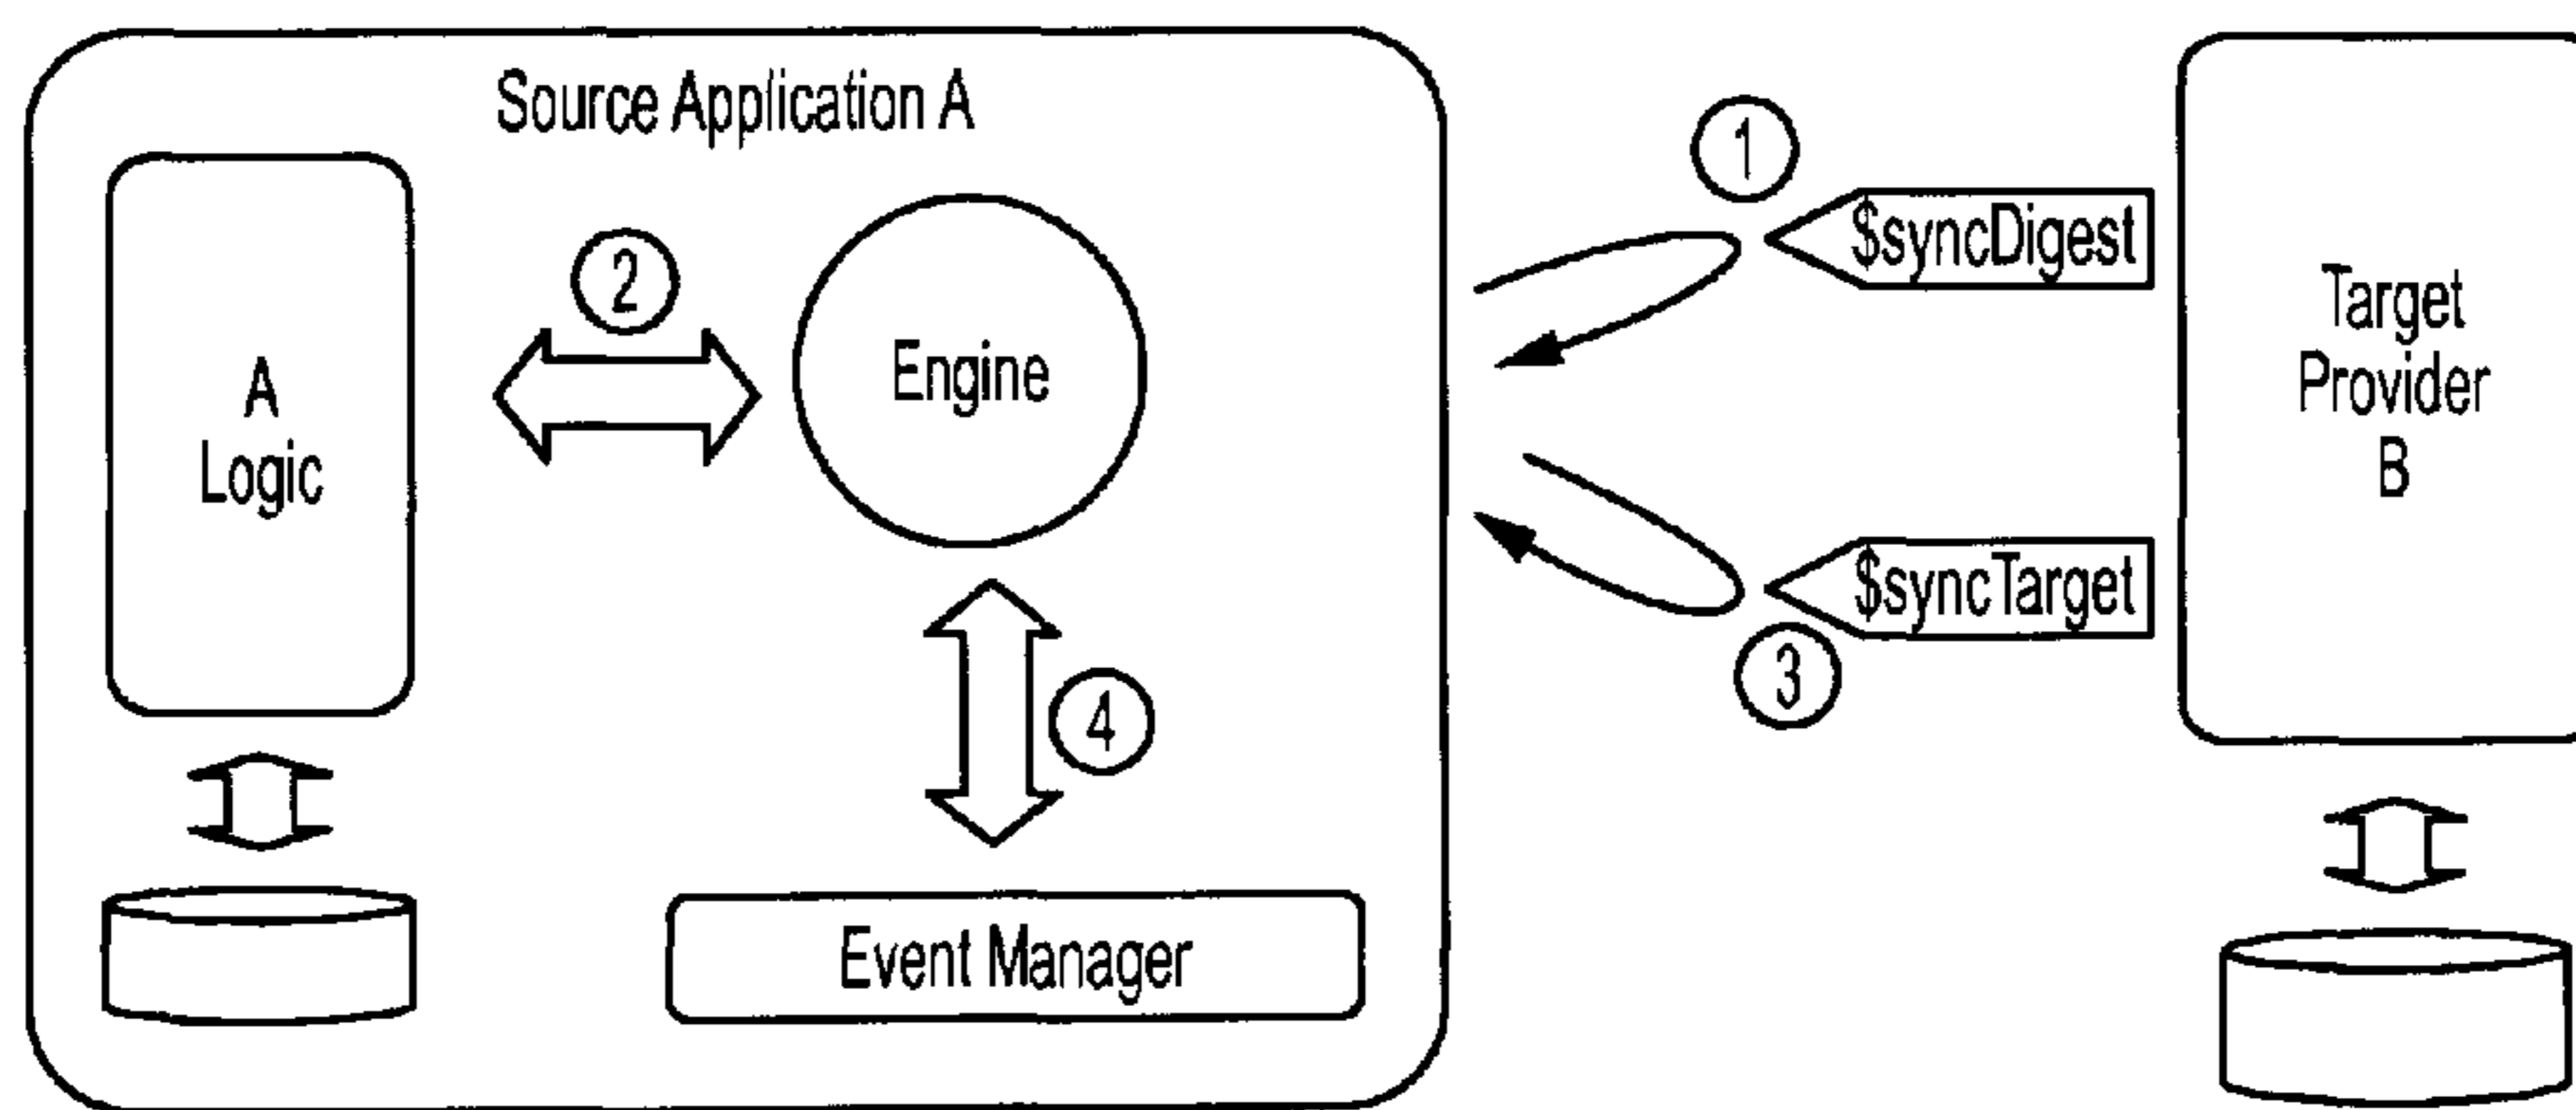 Source Application A
1
$syncDigest
2
A
Logic
Engine
Target
Provider
B
$syncTarget
3
4
Event Manager